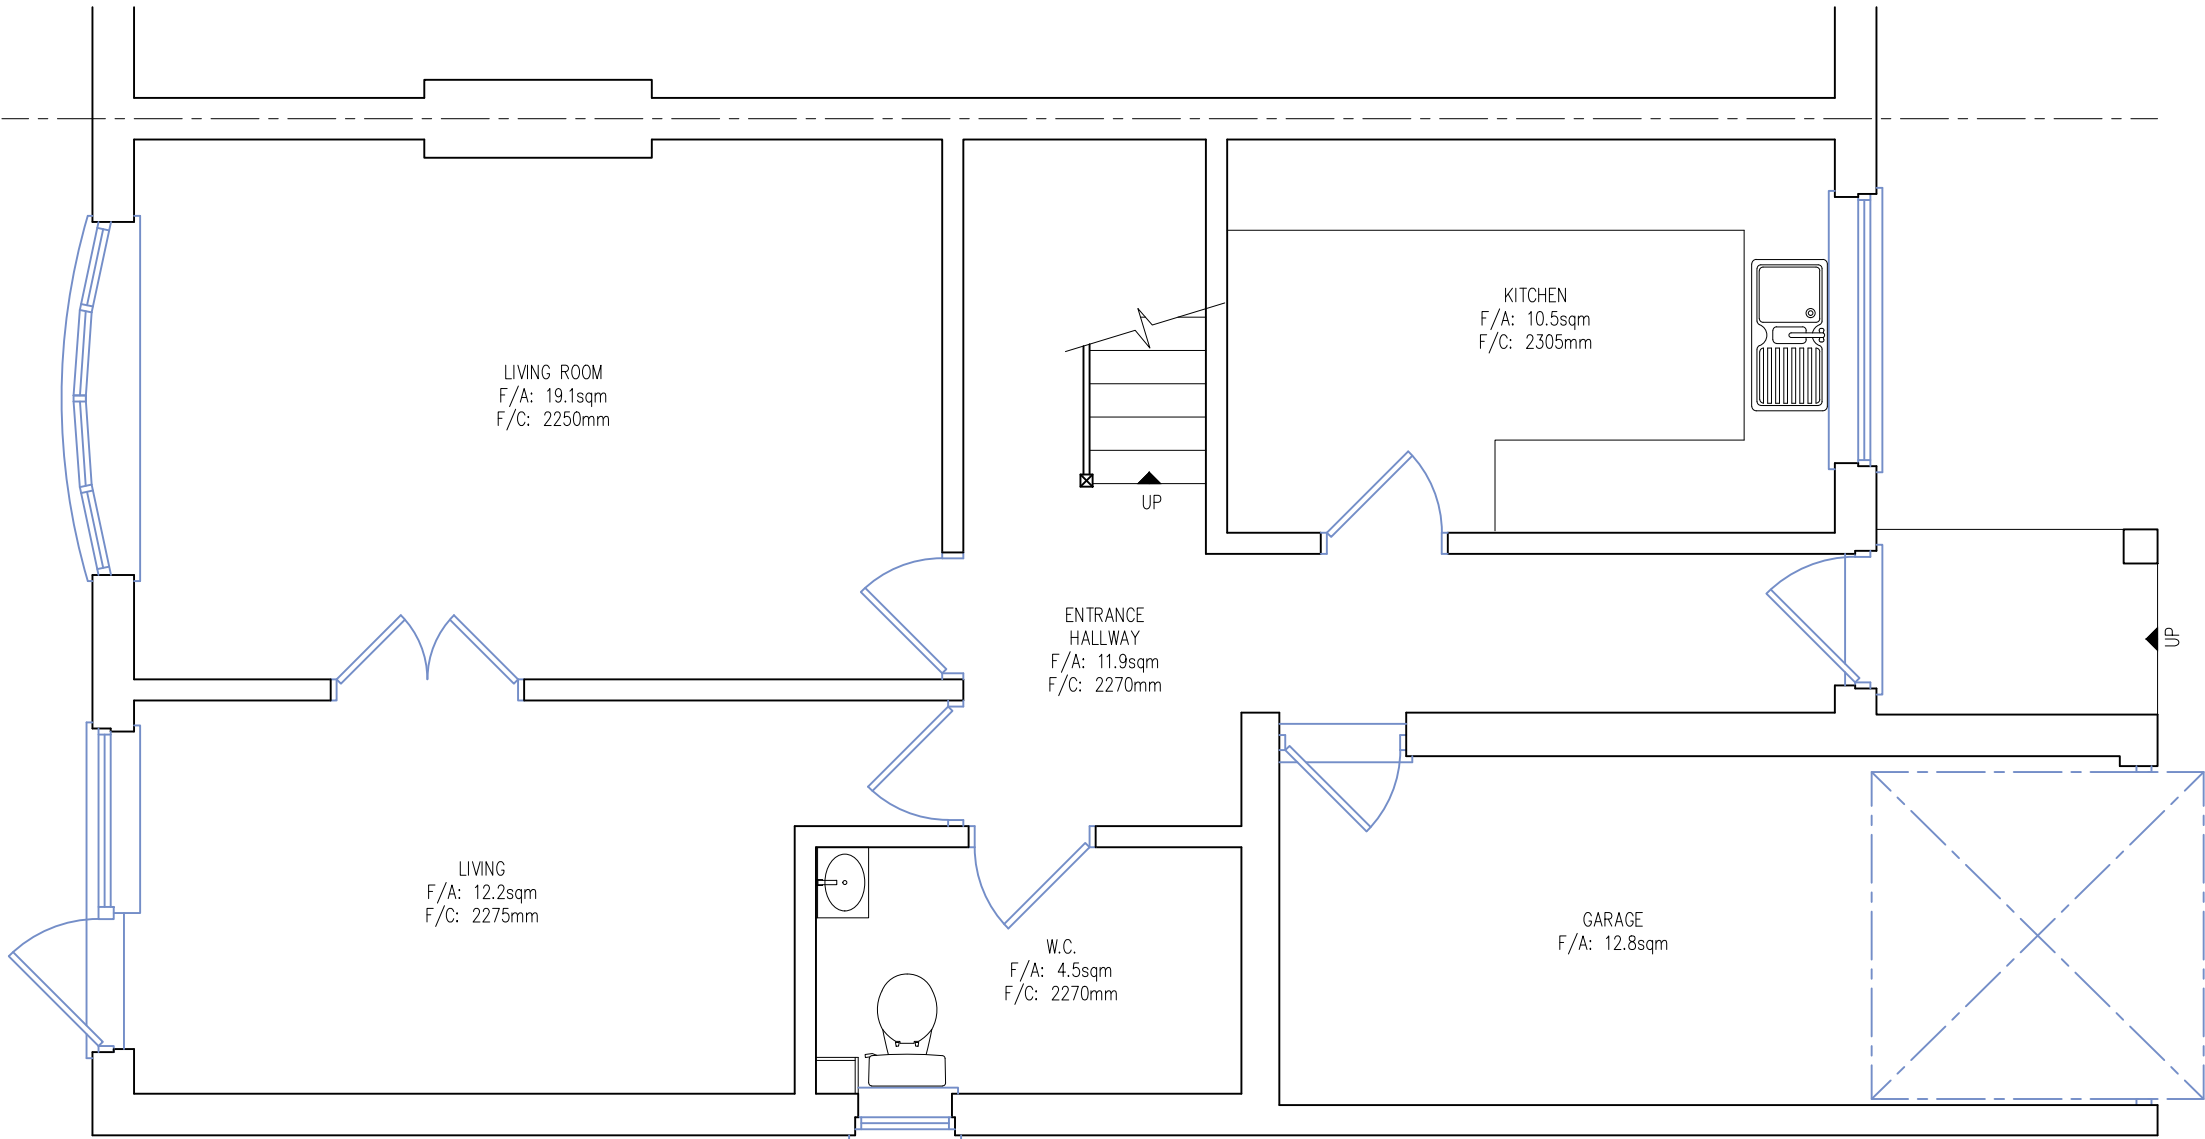 LIVING ROOM
F/A: 19.1sqm
F/C: 2250mm
KITCHEN
F/A: 10.5sqm
F/C: 2305mm
UP
ENTRANCE
HALLWAY
F/A: 11.9sqm
F/C: 2270mm
UP
LIVING
F/A: 12.2sqm
F/C: 2275mm
W.C.
F/A: 4.5sqm
F/C: 2270mm
GARAGE
F/A: 12.8sqm